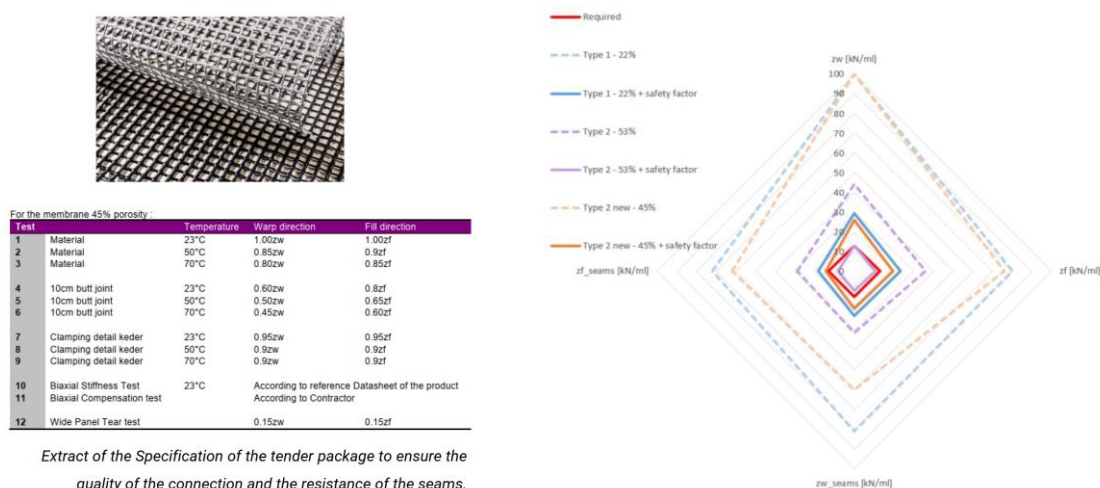 For the membrane 45% porosity :
Test Temperature Warp direction Fill direction
1 Material 23°C 1.00zw 1.00zf
2 Material 50°C 0.85zw 0.9zf
3 Material 70°C 0.80zw 0.85zf
4 10cm butt joint 23°C 0.60zw 0.8zf
5 10cm butt joint 50°C 0.50zw 0.65zf
6 10cm butt joint 70°C 0.45zw 0.60zf
7 Clamping detail keder 23°C 0.95zw 0.95zf
8 Clamping detail keder 50°C 0.9zw 0.9zf
9 Clamping detail keder 70°C 0.9zw 0.9zf
10 Biaxial Stiffness Test 23°C According to reference Datasheet of the product
11 Biaxial Compensation test According to Contractor
12 Wide Panel Tear test 0.15zw 0.15zf
Extract of the Specification of the tender package to ensure the
quality of the connection and the resistance of the seams.
Required
Type 1 - 22%
Type 1 - 22% + safety factor
Type 2 - 53%
Type 2 - 53% + safety factor
Type 2 new - 45%
Type 2 new - 45% + safety factor
zw [kN/ml]
100
90
80
70
60
50
40
30
20
10
0
zf_seams [kN/ml]
zf [kN/ml]
zw_seams [kN/ml]